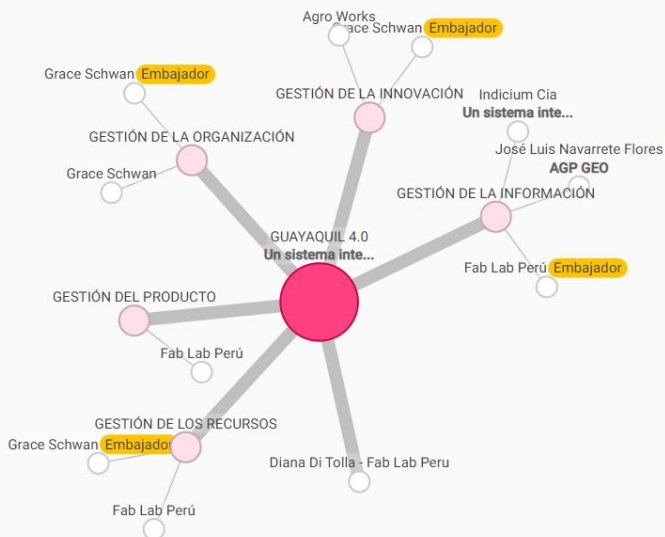 Agro Works
Grace Schwan Embajador
Grace Schwan Embajador
GESTIÓN DE LA INNOVACIÓN
Indicium Cia
Un sistema inte...
GESTIÓN DE LA ORGANIZACIÓN
José Luis Navarrete Flores
AGP GEO
Grace Schwan
GESTIÓN DE LA INFORMACIÓN
GUAYAQUIL 4.0
Un sistema inte...
Fab Lab Perú Embajador
GESTIÓN DEL PRODUCTO
Fab Lab Perú
GESTIÓN DE LOS RECURSOS
Grace Schwan Embajador
Diana Di Tolla - Fab Lab Peru
Fab Lab Perú